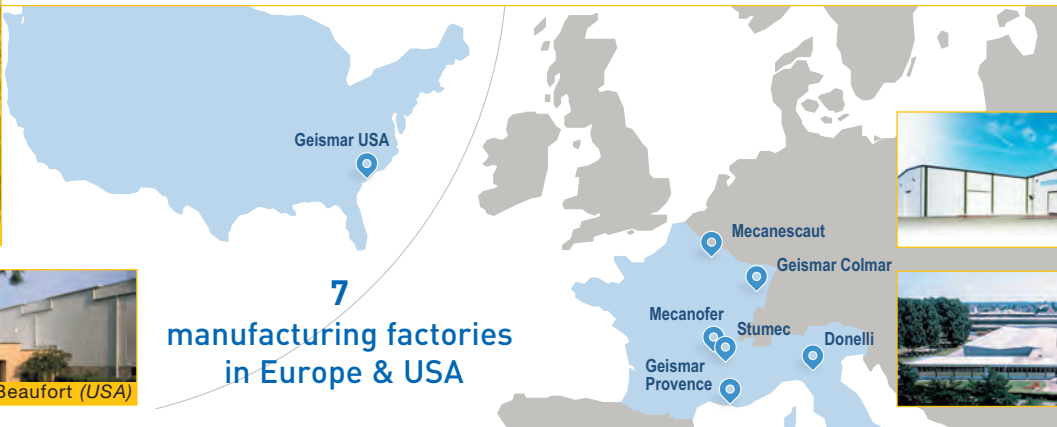 Geismar USA
Mecanescaut
Geismar Colmar
Mecanofer
Stumec
Donelli
Geismar
Provence
7
manufacturing factories
in Europe & USA
Beaufort (USA)